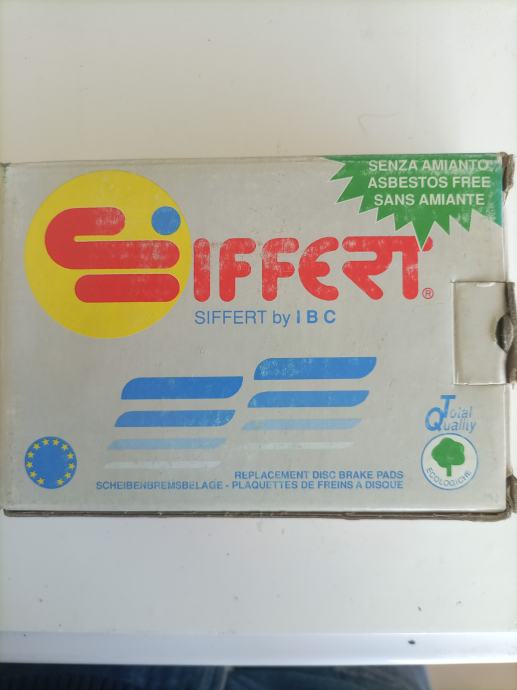 SENZA AMIANTO
ASBESTOS FREE
SANS AMIANTE
SIFFERT®
SIFFERT by IBC
Total
Quality
ECOLOGICHE
REPLACEMENT DISC BRAKE PADS
SCHEIBENBREMSBELAGE - PLAQUETTES DE FREINS A DISQUE